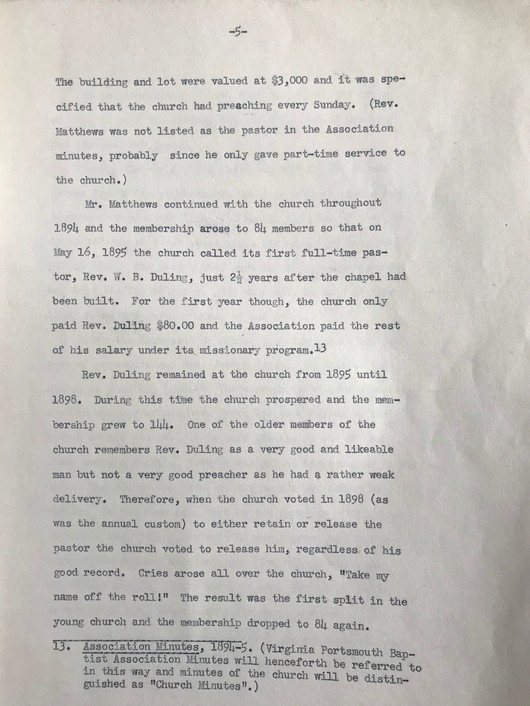 -5-
The building and lot were valued at $3,000 and it was spe-
cified that the church had preaching every Sunday. (Rev.
Matthews was not listed as the pastor in the Association
minutes, probably since he only gave part-time service to
the church.)
Mr. Matthews continued with the church throughout
1894 and the membership arose to 84 members so that on
May 16, 1895 the church called its first full-time pas-
tor, Rev. W. B. Duling, just 2½ years after the chapel had
been built. For the first year though, the church only
paid Rev. Duling $80.00 and the Association paid the rest
of his salary under its missionary program.13
Rev. Duling remained at the church from 1895 until
1898. During this time the church prospered and the mem-
bership grew to 144. One of the older members of the
church remembers Rev. Duling as a very good and likeable
man but not a very good preacher as he had a rather weak
delivery. Therefore, when the church voted in 1898 (as
was the annual custom) to either retain or release the
pastor the church voted to release him, regardless of his
good record. Cries arose all over the church, "Take my
name off the roll!" The result was the first split in the
young church and the membership dropped to 84 again.
13. Association Minutes, 1894-5. (Virginia Portsmouth Bap-
tist Association Minutes will henceforth be referred to
in this way and minutes of the church will be distin-
guished as "Church Minutes".)